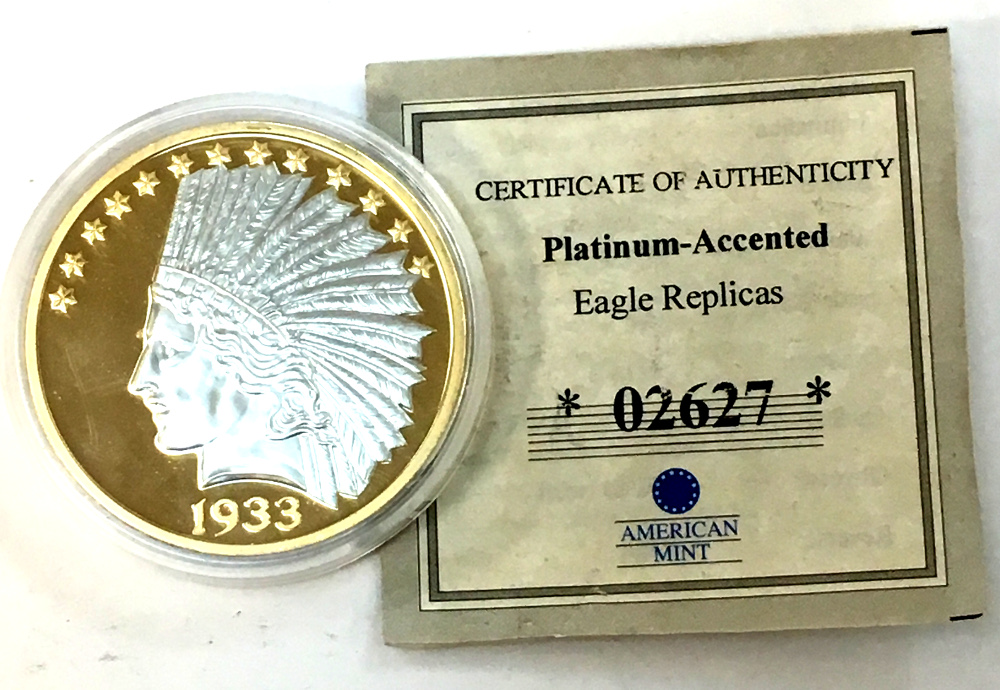 1933
CERTIFICATE OF AUTHENTICITY
Platinum-Accented
Eagle Replicas
* 02627 *
AMERICAN
MINT